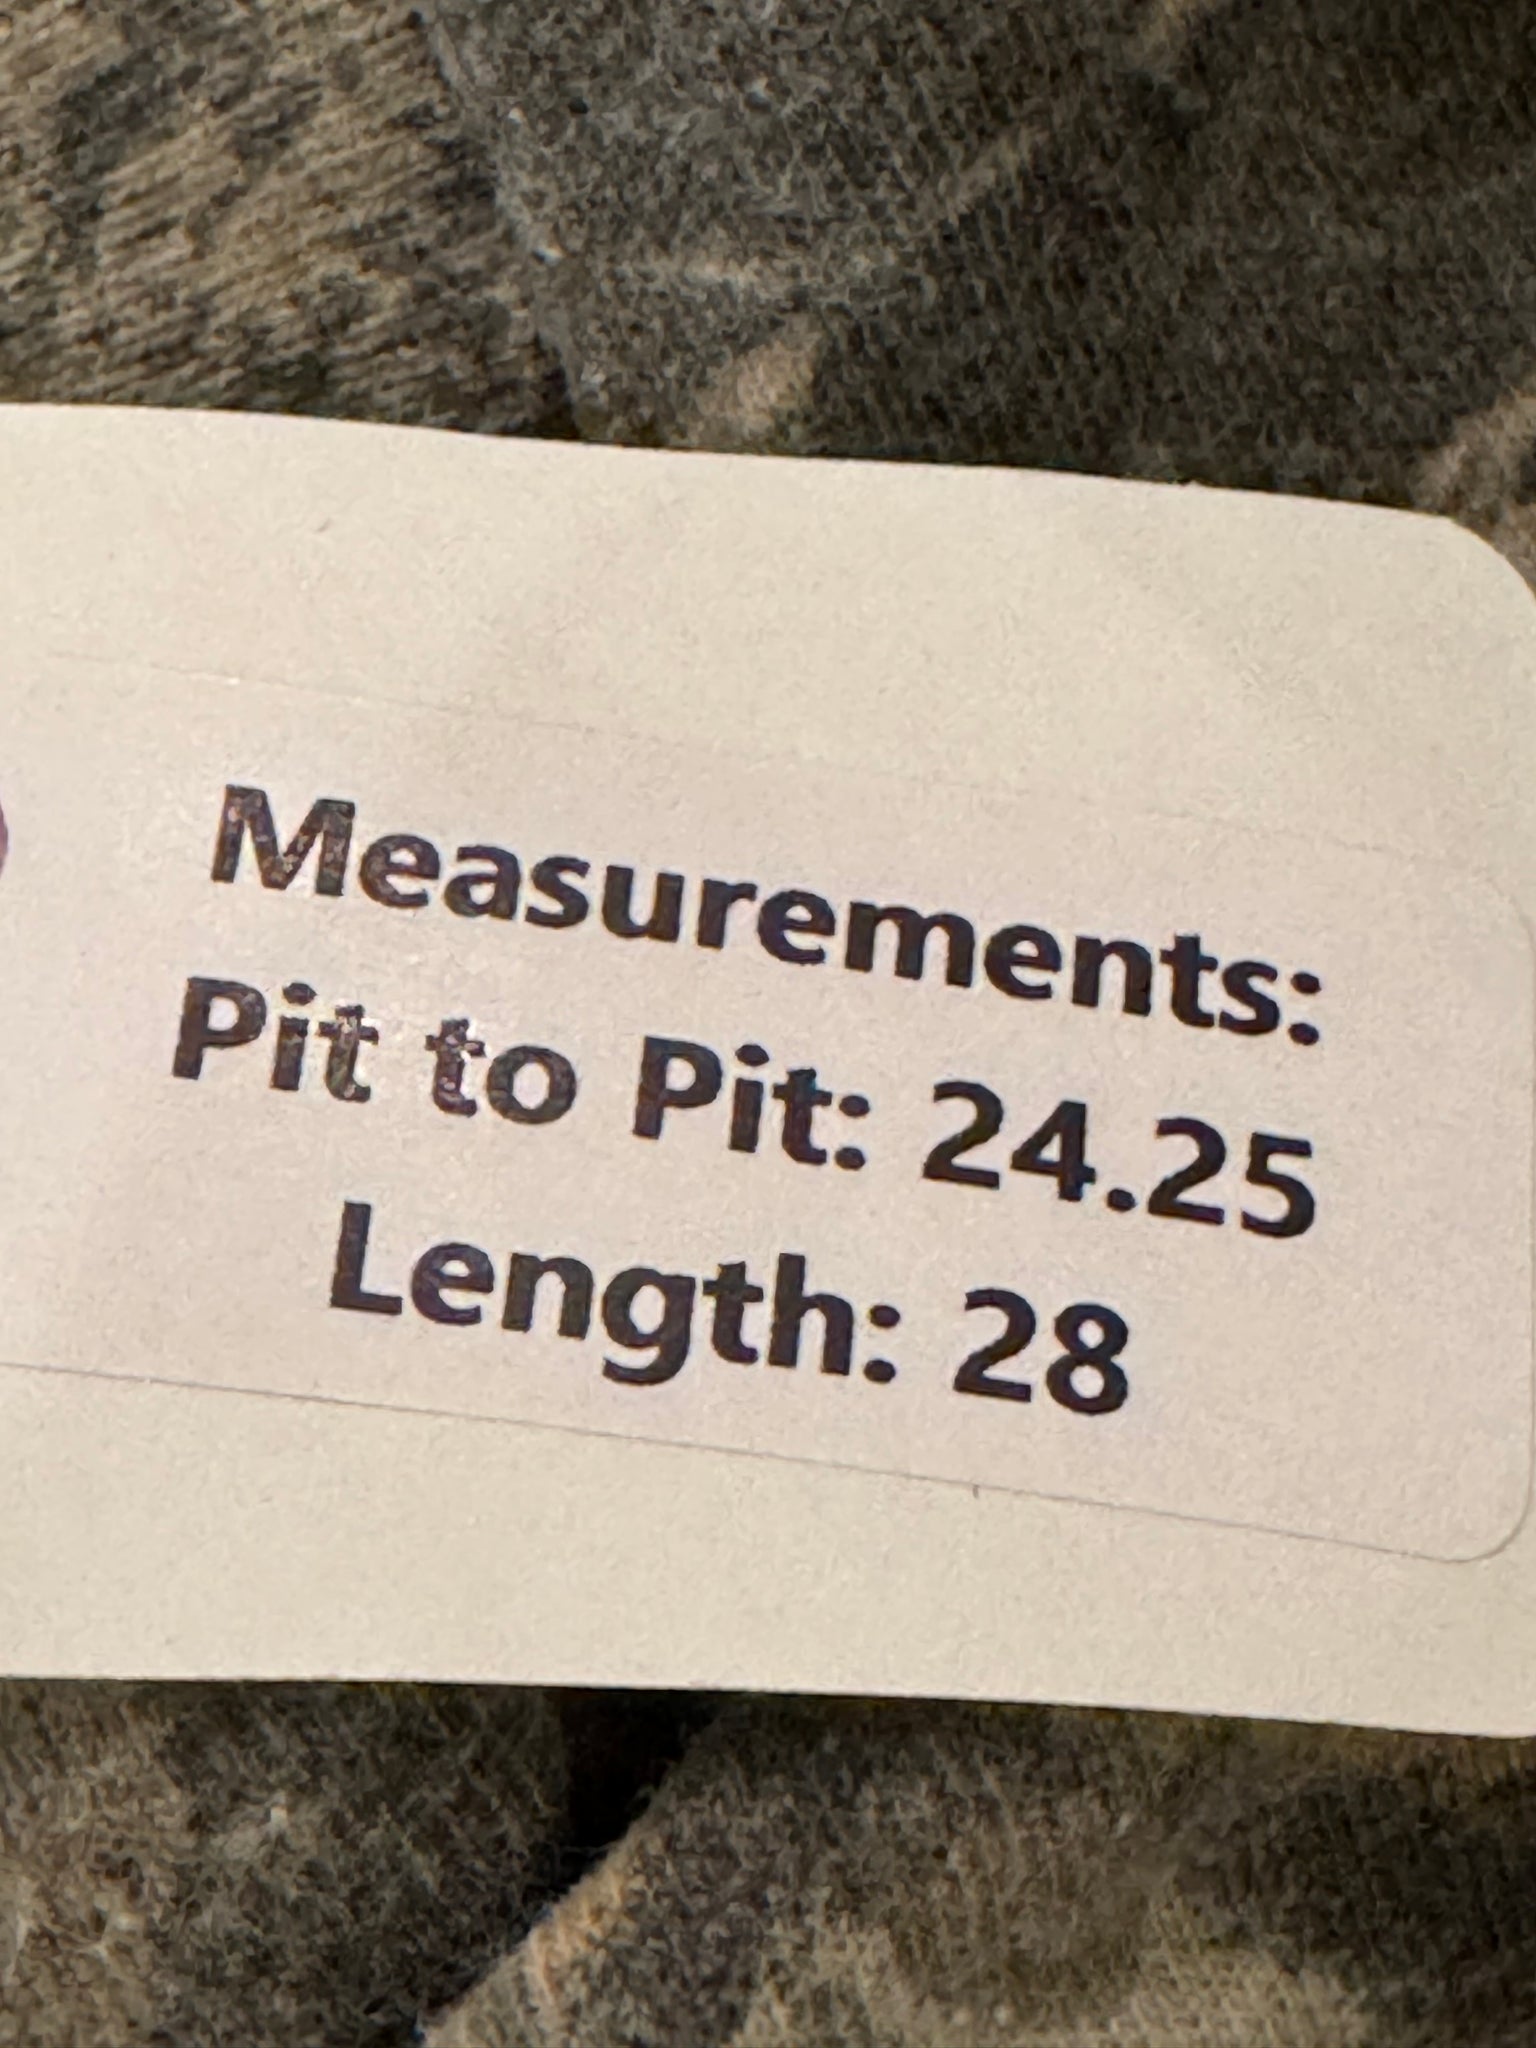 Measurements:
Pit to Pit: 24.25
Length: 28